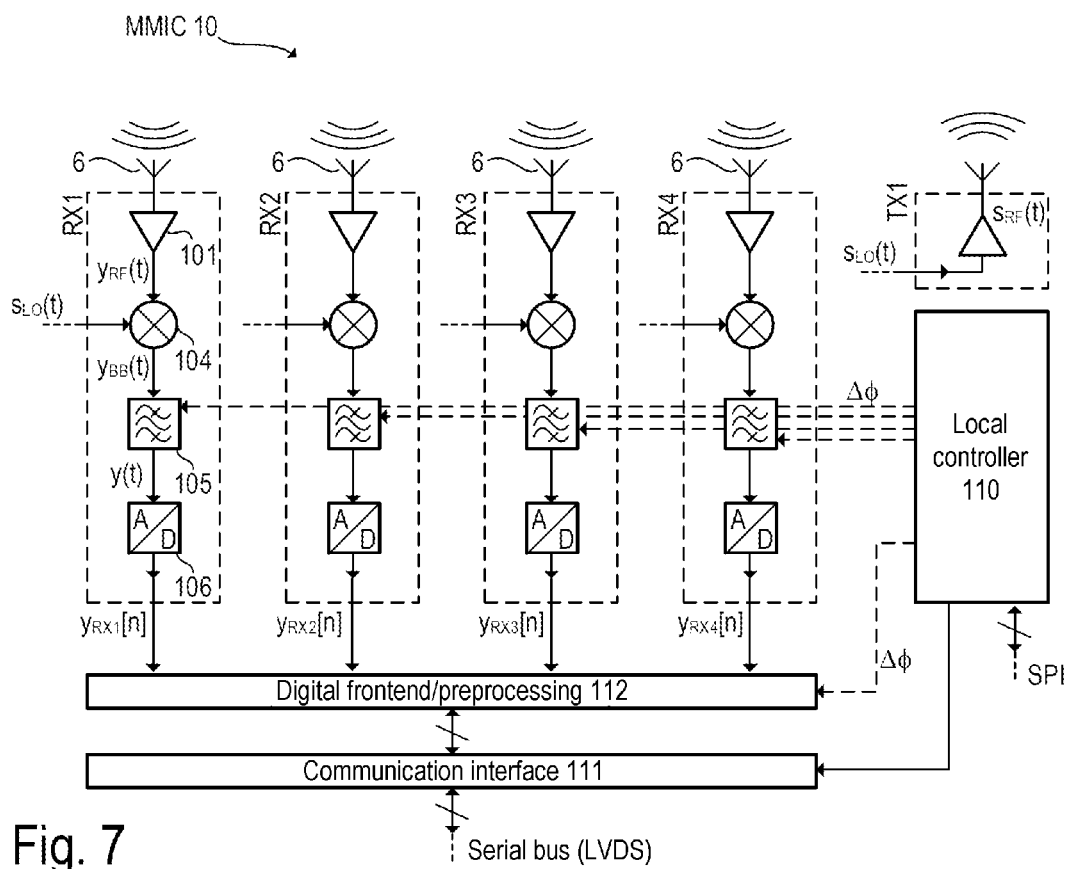 MMIC 10
6
6
6
6
RX1
RX2
RX3
RX4
TX1
101
sRF(t)
yRF(t)
sLO(t)
sLO(t)
104
yBB(t)
Δϕ
Local
controller
110
y(t)
105
A
D
A
D
A
D
A
D
106
yRX1[n]
yRX2[n]
yRX3[n]
yRX4[n]
Δϕ
SPI
Digital frontend/preprocessing 112
Communication interface 111
Fig. 7
Serial bus (LVDS)